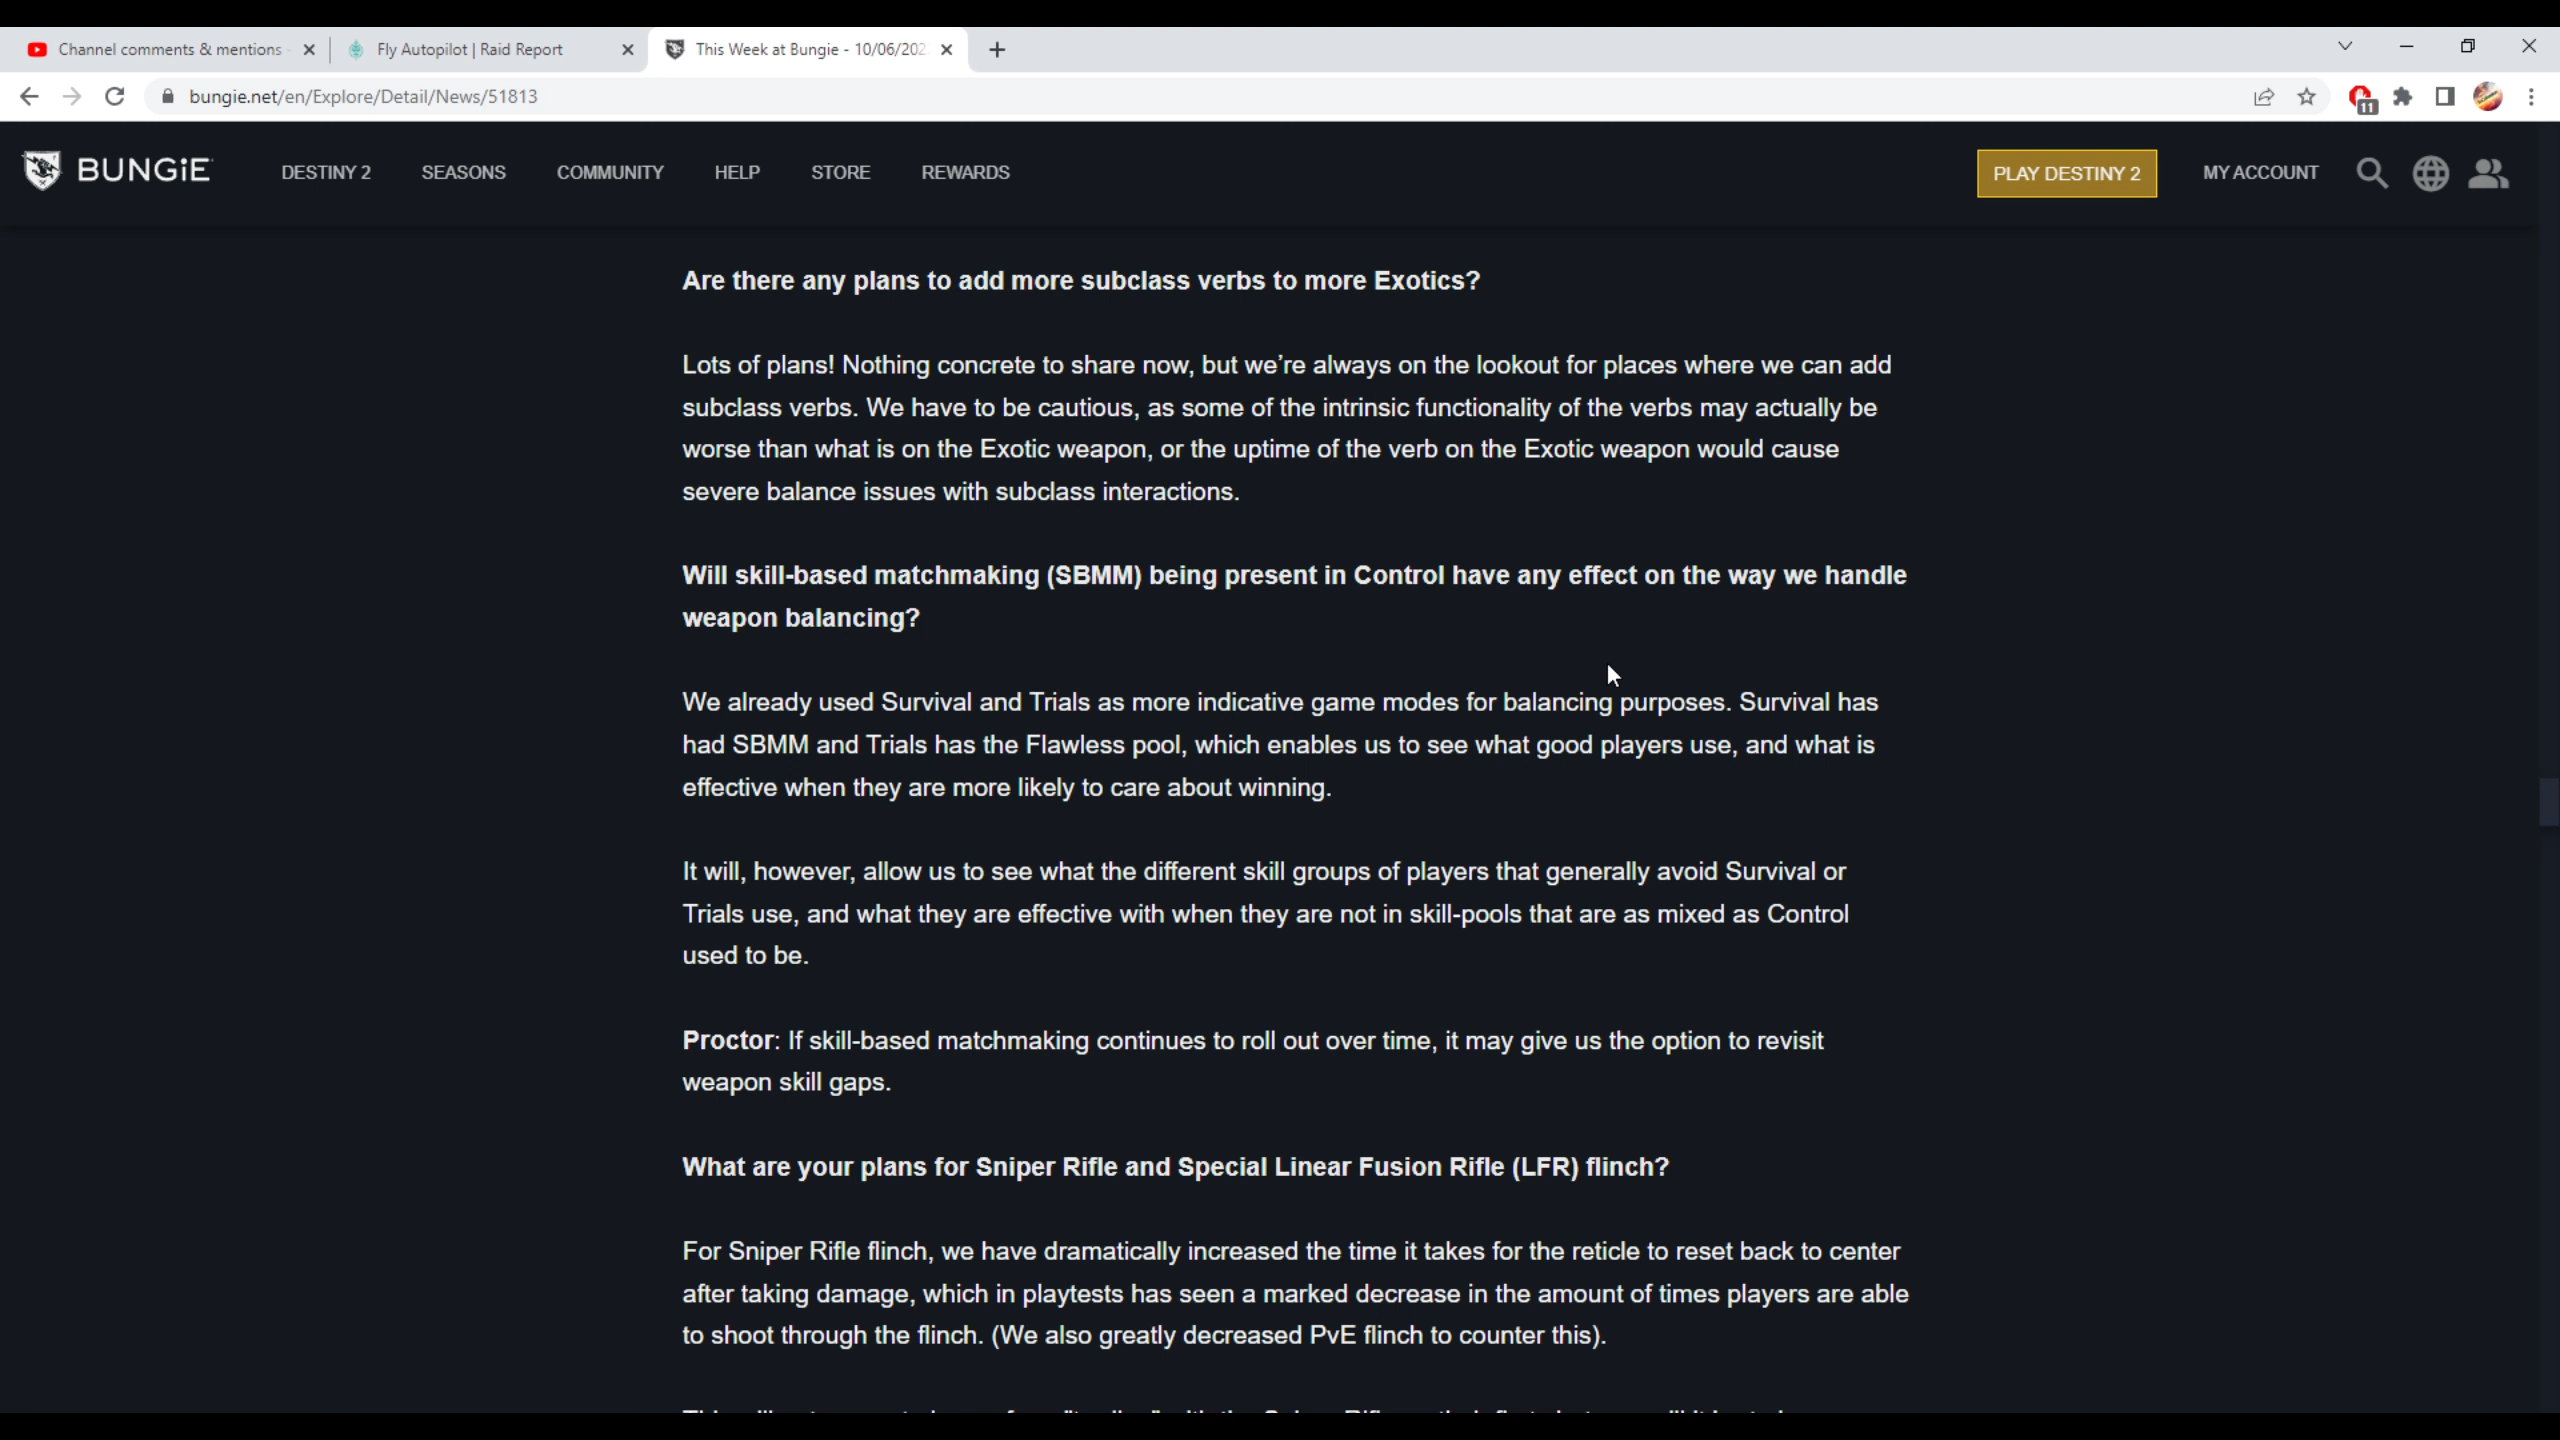 Channel comments & mentions
Fly Autopilot | Raid Report
This Week at Bungie - 10/06/202
bungie.net/en/Explore/Detail/News/51813
11
BUNGiE
DESTINY 2
SEASONS
COMMUNITY
HELP
STORE
REWARDS
PLAY DESTINY 2
MY ACCOUNT
Are there any plans to add more subclass verbs to more Exotics?
Lots of plans! Nothing concrete to share now, but we're always on the lookout for places where we can add
subclass verbs. We have to be cautious, as some of the intrinsic functionality of the verbs may actually be
worse than what is on the Exotic weapon, or the uptime of the verb on the Exotic weapon would cause
severe balance issues with subclass interactions.
Will skill-based matchmaking (SBMM) being present in Control have any effect on the way we handle
weapon balancing?
We already used Survival and Trials as more indicative game modes for balancing purposes. Survival has
had SBMM and Trials has the Flawless pool, which enables us to see what good players use, and what is
effective when they are more likely to care about winning.
It will, however, allow us to see what the different skill groups of players that generally avoid Survival or
Trials use, and what they are effective with when they are not in skill-pools that are as mixed as Control
used to be.
Proctor: If skill-based matchmaking continues to roll out over time, it may give us the option to revisit
weapon skill gaps.
What are your plans for Sniper Rifle and Special Linear Fusion Rifle (LFR) flinch?
For Sniper Rifle flinch, we have dramatically increased the time it takes for the reticle to reset back to center
after taking damage, which in playtests has seen a marked decrease in the amount of times players are able
to shoot through the flinch. (We also greatly decreased PvE flinch to counter this).